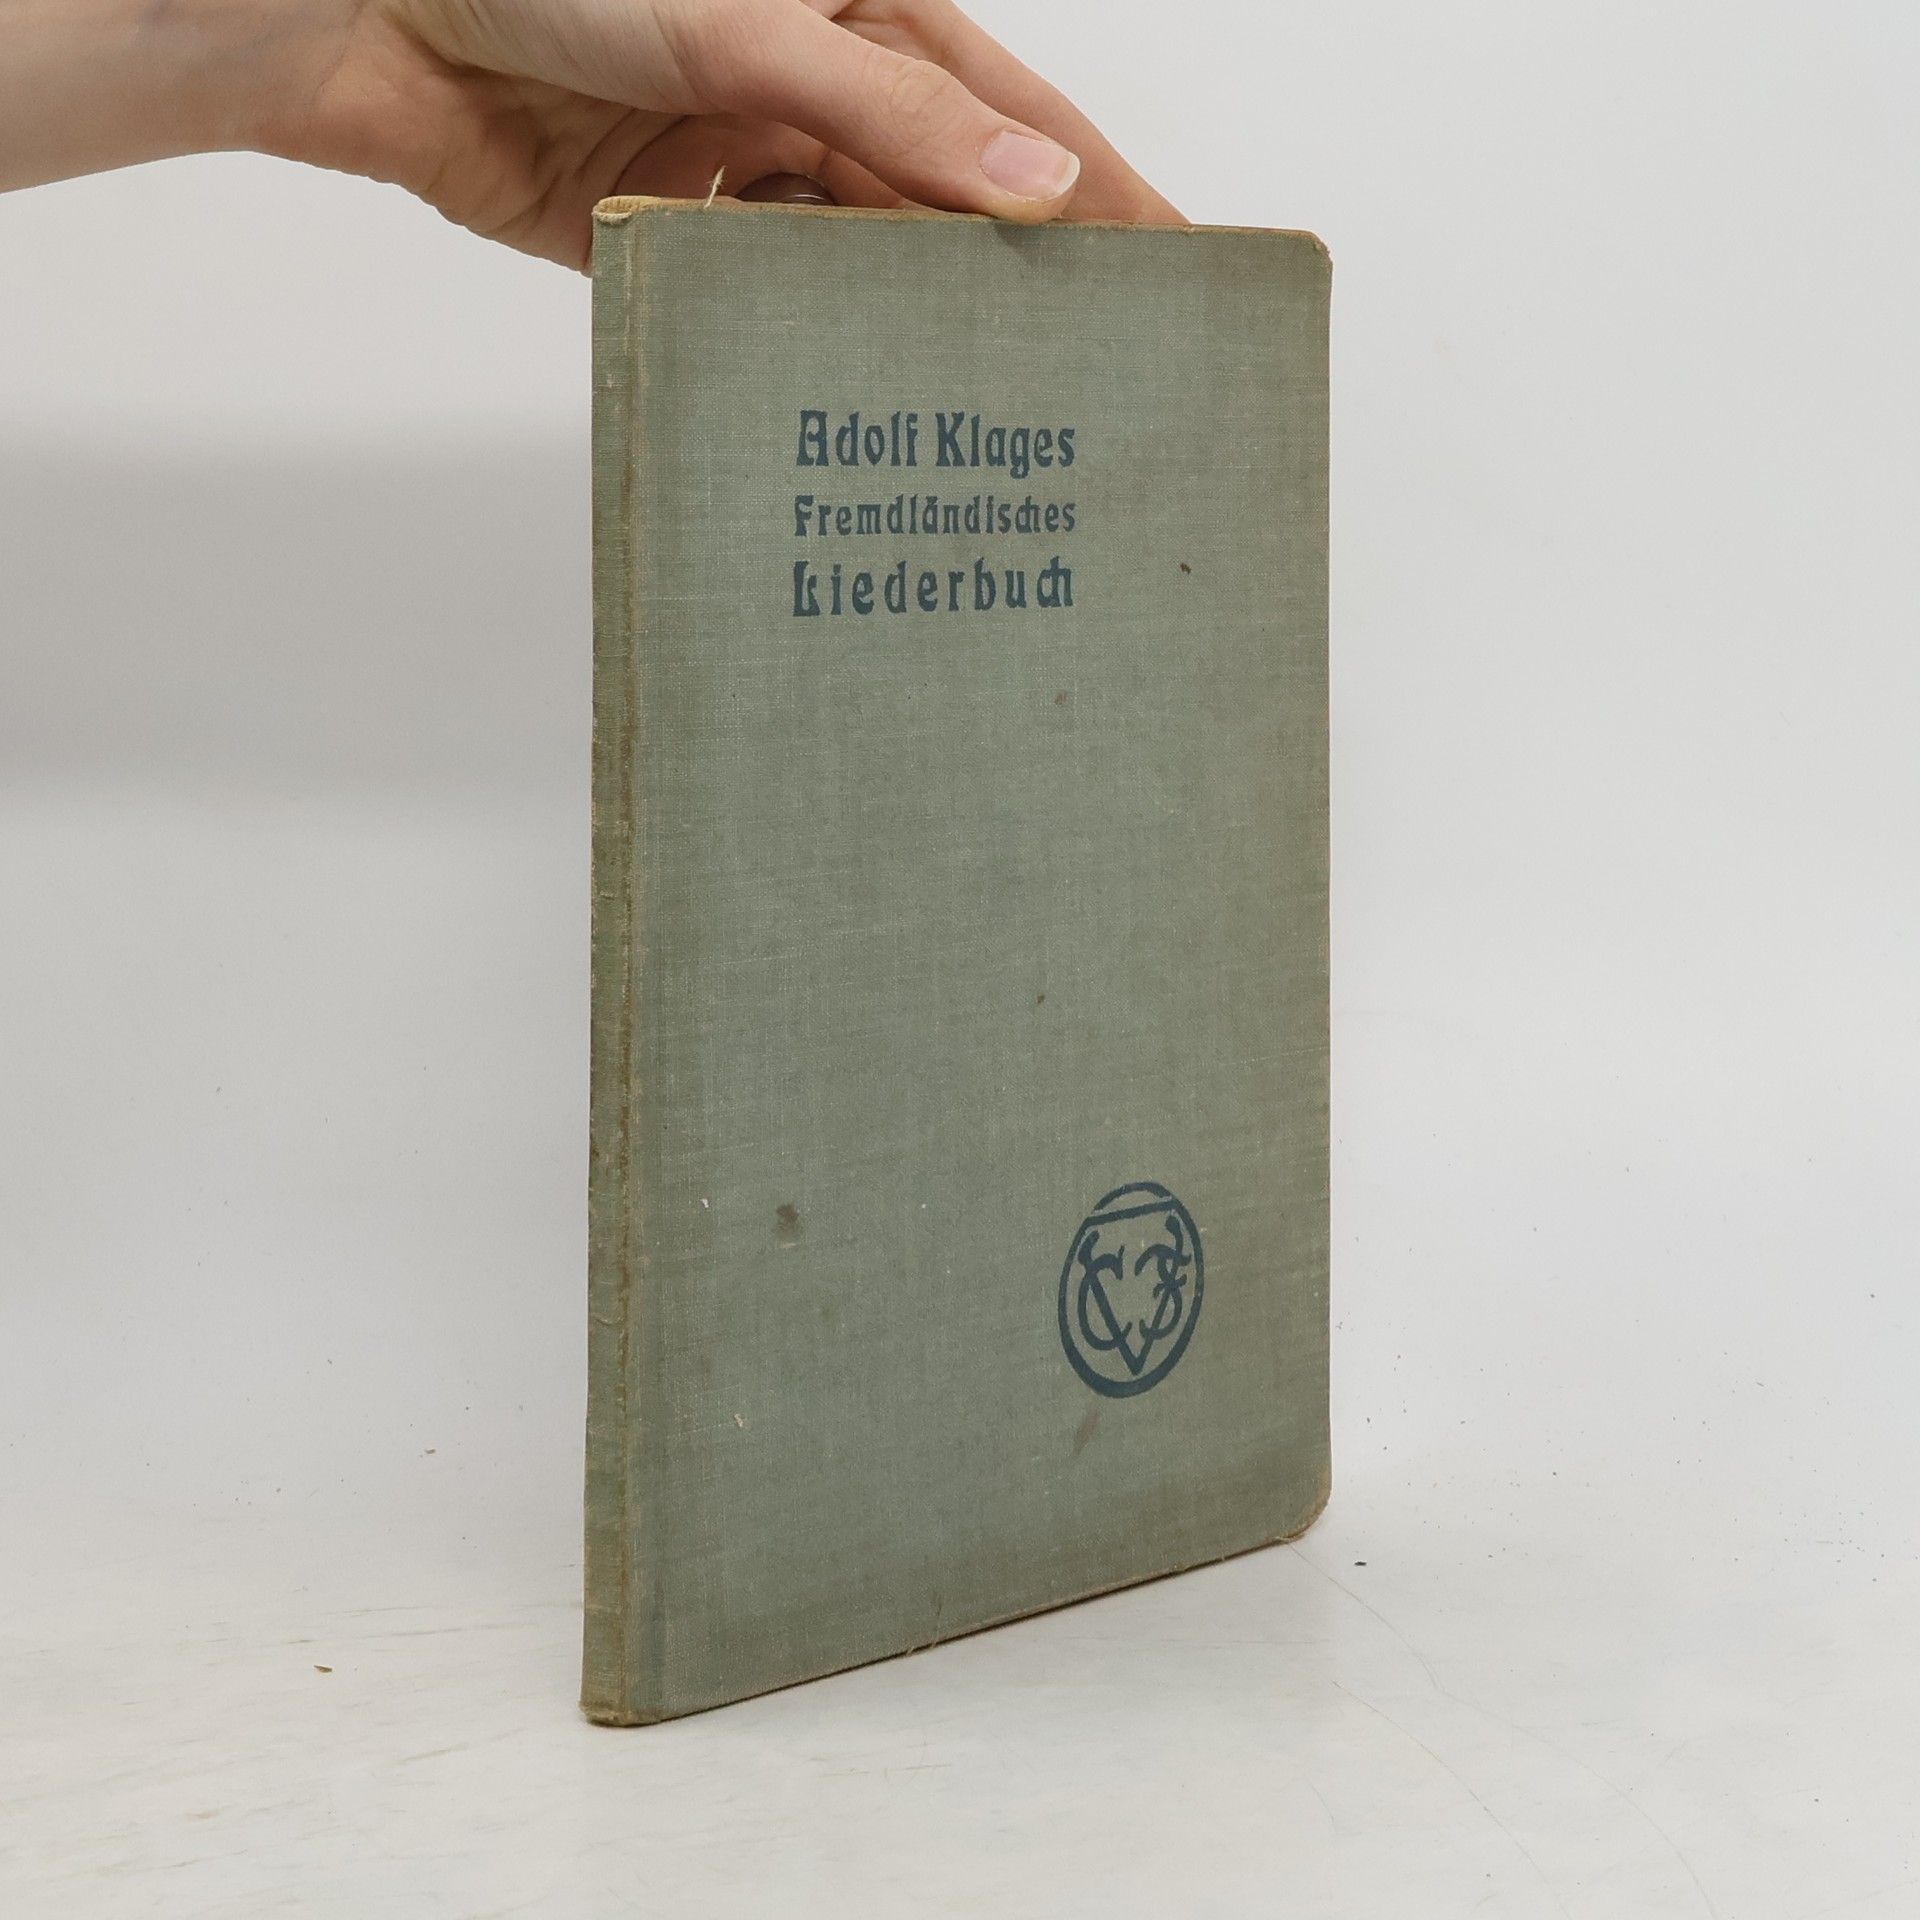 Adolf Klages
Fremdländisches
Liederbuch